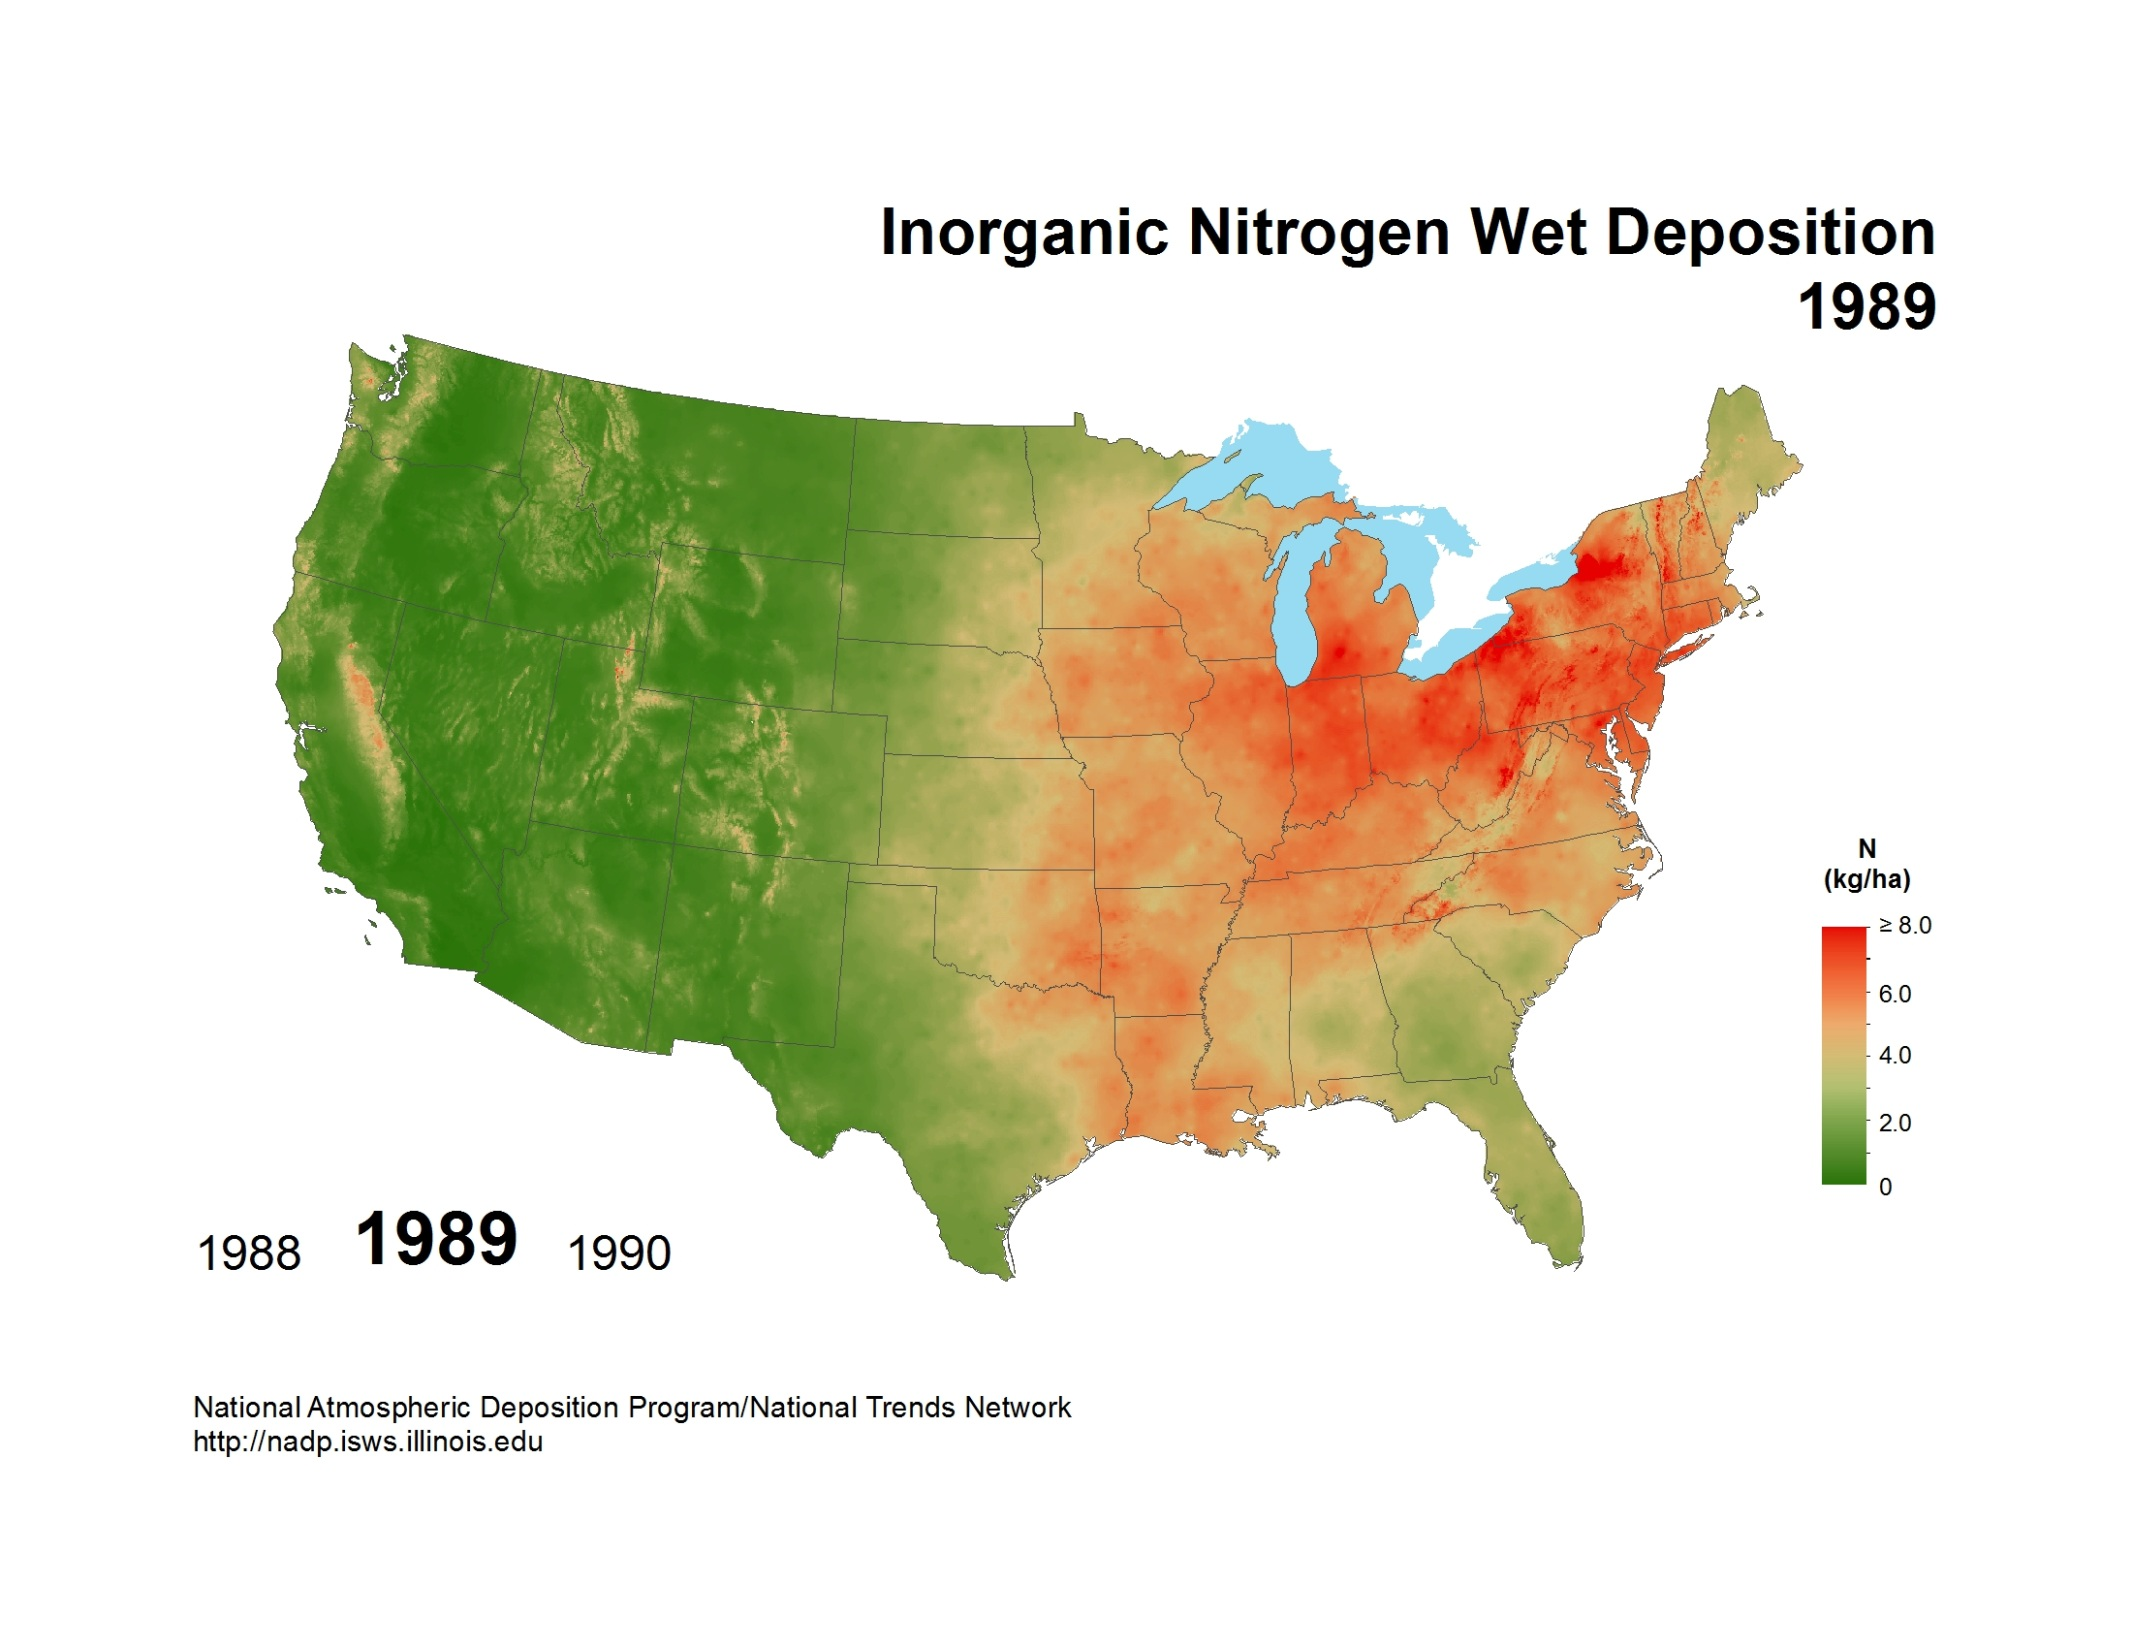 Inorganic Nitrogen Wet Deposition
1989
N
(kg/ha)
≥ 8.0
6.0
4.0
2.0
0
1988 1989 1990
National Atmospheric Deposition Program/National Trends Network
http://nadp.isws.illinois.edu